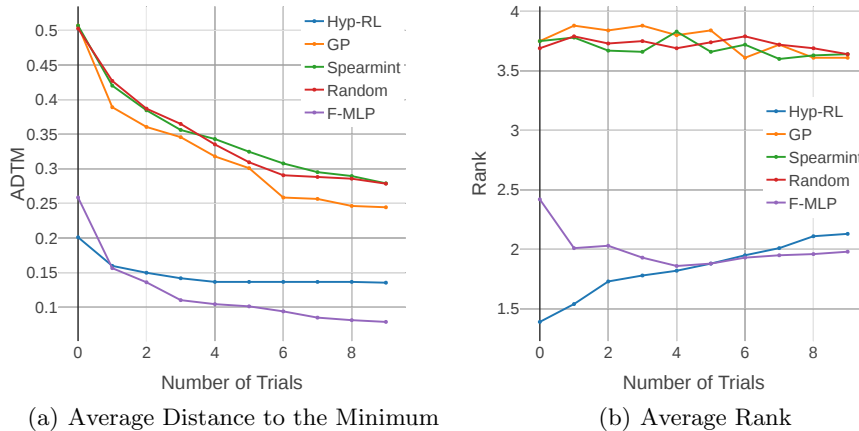 0.5
0.45
0.4
0.35
0.3
0.25
0.2
0.15
0.1
ADTM
Hyp-RL
GP
Spearmint
Random
F-MLP
0 2 4 6 8
Number of Trials
(a) Average Distance to the Minimum
4
3.5
3
2.5
2
1.5
Rank
Hyp-RL
GP
Spearmint
Random
F-MLP
0 2 4 6 8
Number of Trials
(b) Average Rank